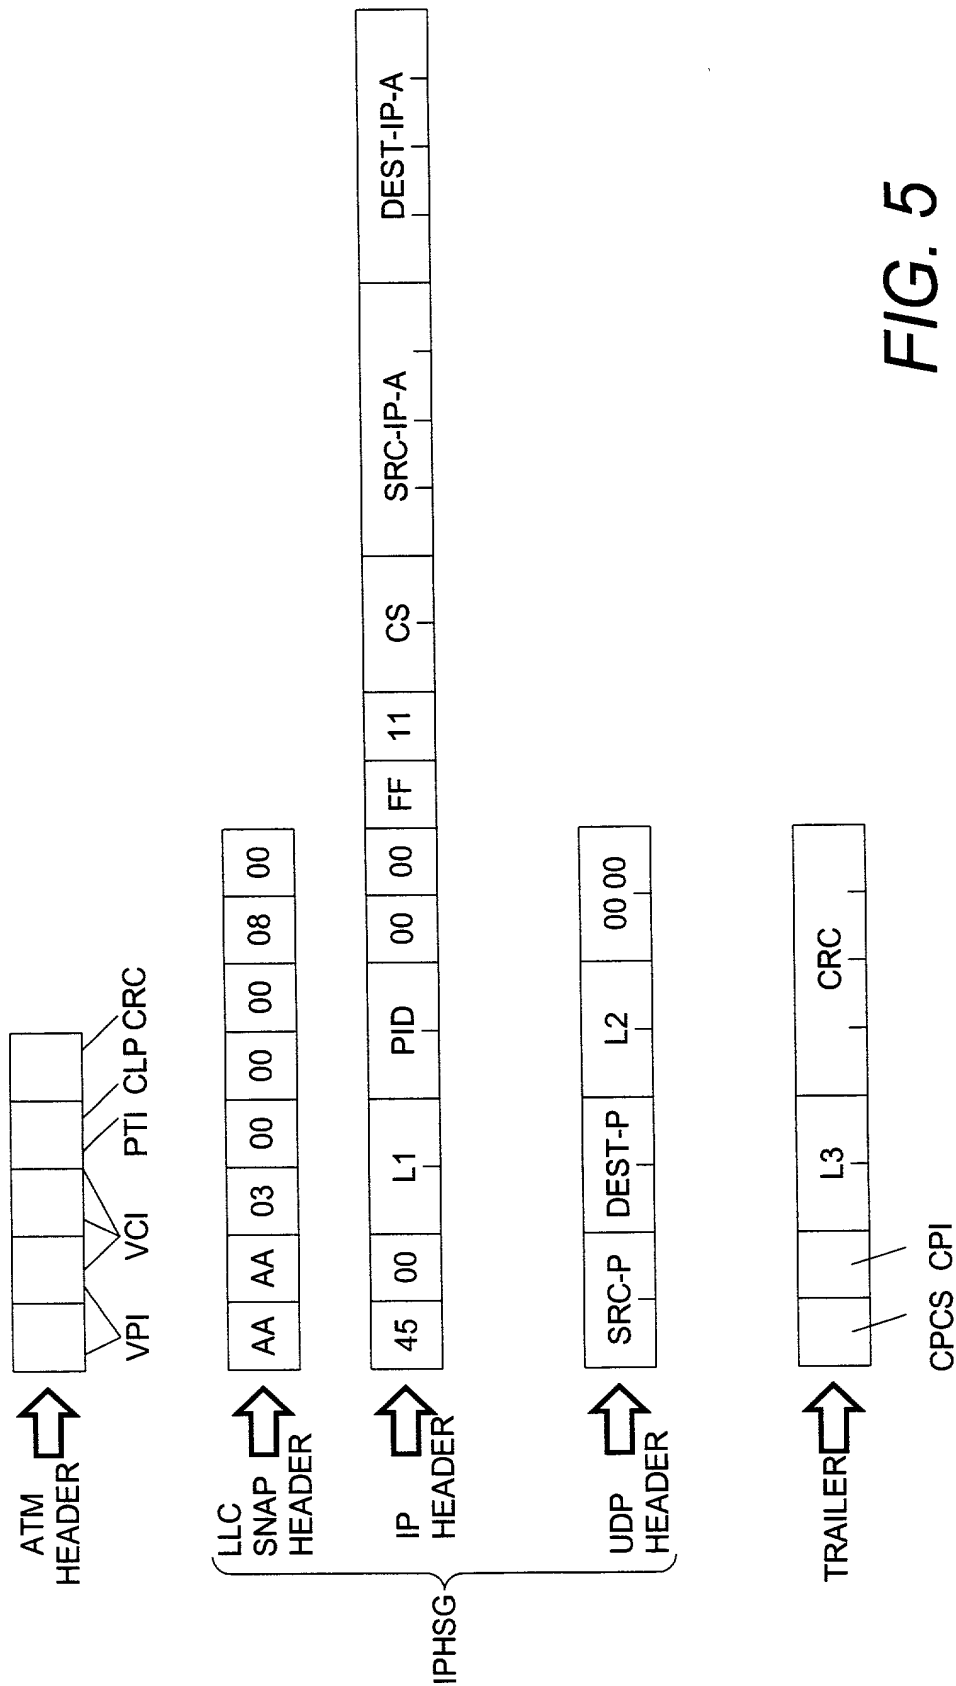 ATM
HEADER
VPI VCI PTI CLP CRC
IPHSG
LLC
SNAP
HEADER
AA AA 03 00 00 00 08 00
IP
HEADER
45 00 L1 PID 00 00 FF 11 CS SRC-IP-A DEST-IP-A
UDP
HEADER
SRC-P DEST-P L2 00 00
TRAILER
L3 CRC
CPCS CPI
FIG. 5